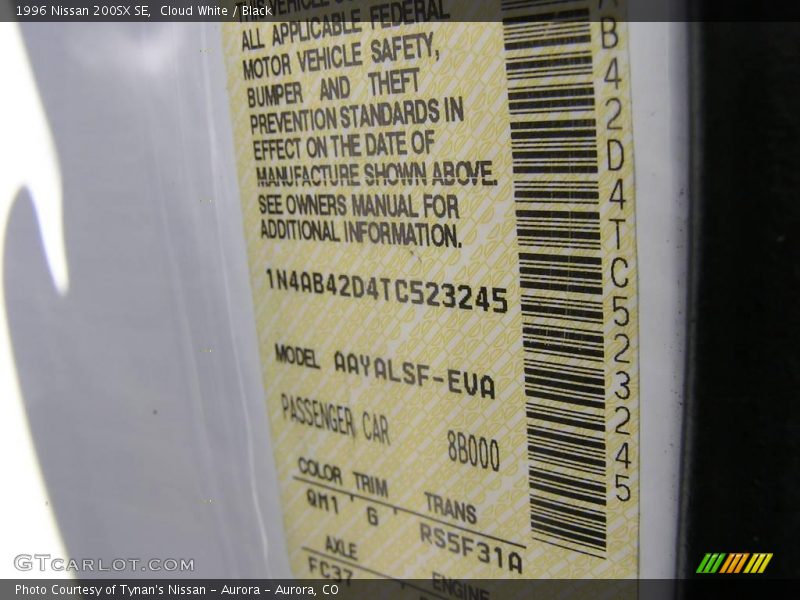 1996 Nissan 200SX SE,  Cloud White / Black
ALL APPLICABLE FEDERAL
MOTOR VEHICLE SAFETY,
BUMPER AND THEFT
PREVENTION STANDARDS IN
EFFECT ON THE DATE OF
MANUFACTURE SHOWN ABOVE.
SEE OWNERS MANUAL FOR
ADDITIONAL INFORMATION.
1N4AB42D4TC523245
MODEL AAYALSF-EVA
PASSENGER CAR 8B000
COLOR TRIM TRANS
QM1 G RS5F31A
AXLE ENGINE
FC37
B42D4TC523245
GTCARLOT.COM
Photo Courtesy of Tynan's Nissan - Aurora - Aurora, CO